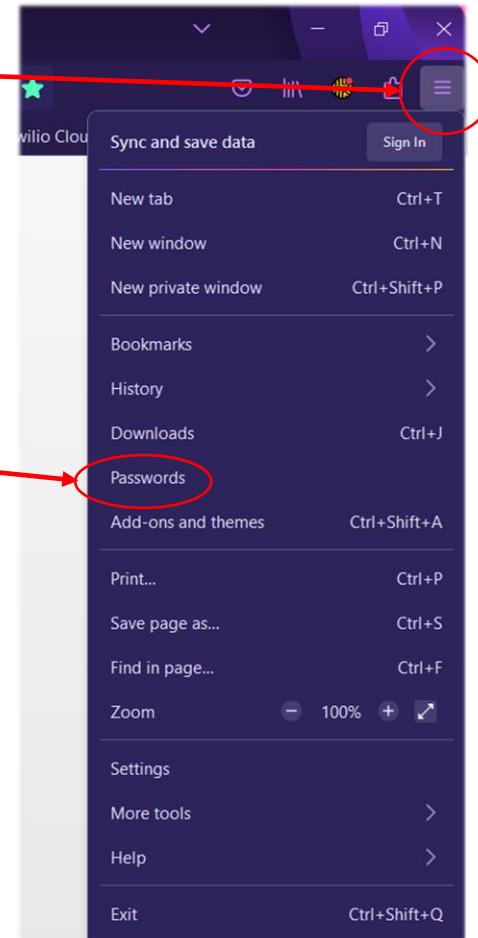 wilio Clou
Sync and save data Sign In
New tab Ctrl+T
New window Ctrl+N
New private window Ctrl+Shift+P
Bookmarks
History
Downloads Ctrl+J
Passwords
Add-ons and themes Ctrl+Shift+A
Print... Ctrl+P
Save page as... Ctrl+S
Find in page... Ctrl+F
Zoom − 100% +
Settings
More tools
Help
Exit Ctrl+Shift+Q